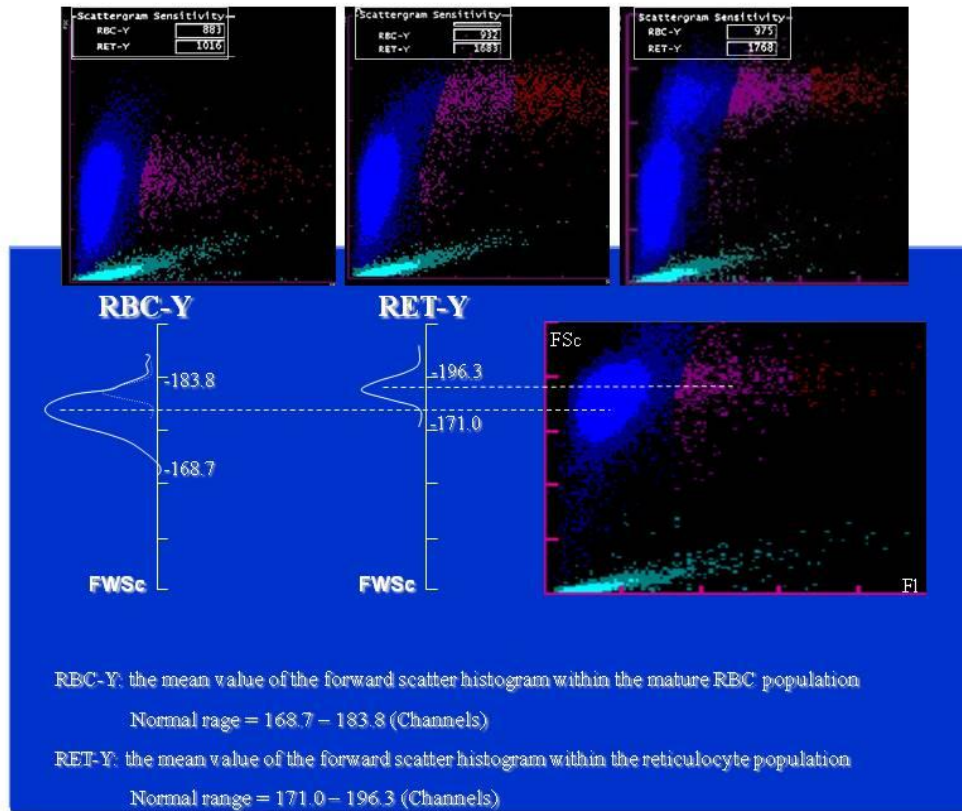 Scattergram Sensitivity
RBC-Y 883
RET-Y 1016
Scattergram Sensitivity
RBC-Y 932
RET-Y 1683
Scattergram Sensitivity
RBC-Y 975
RET-Y 1768
RBC-Y
-183.8
-168.7
FWSc
RET-Y
-196.3
-171.0
FWSc
FSc
Fl
RBC-Y: the mean value of the forward scatter histogram within the mature RBC population
Normal rage = 168.7 – 183.8 (Channels)
RET-Y: the mean value of the forward scatter histogram within the reticulocyte population
Normal range = 171.0 – 196.3 (Channels)